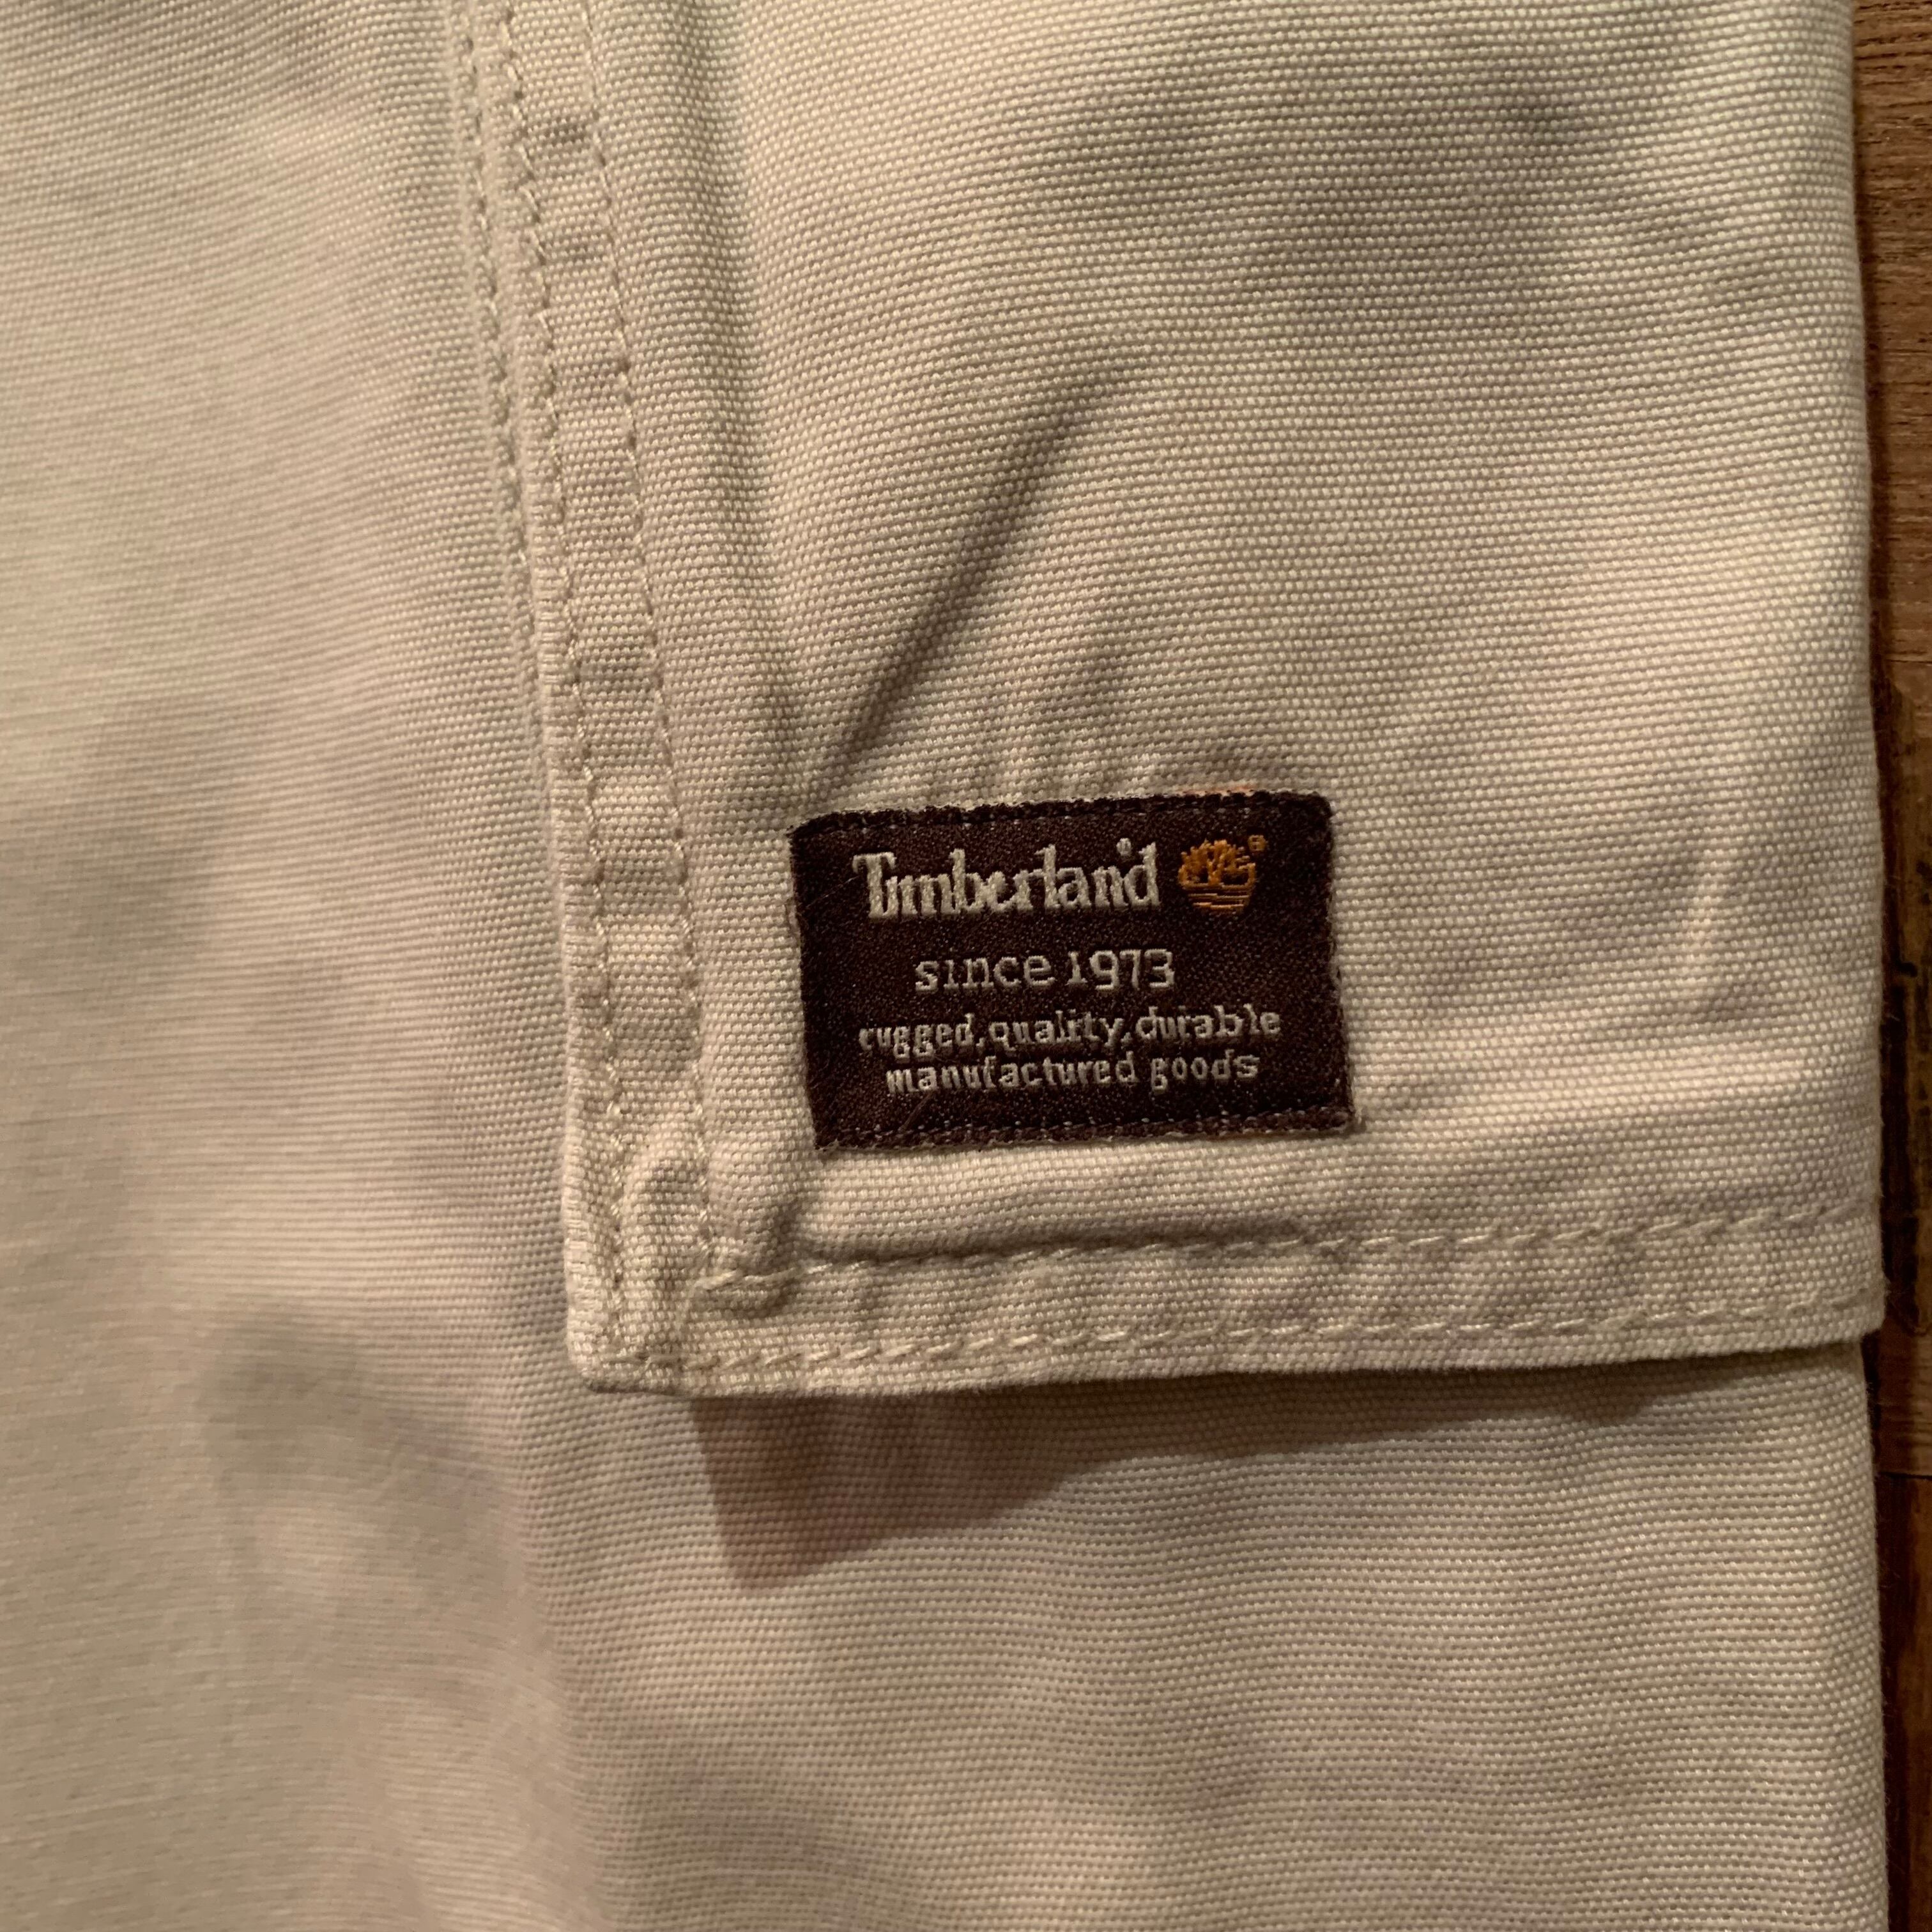 Timberland ®
since 1973
rugged, quality, durable
manufactured goods